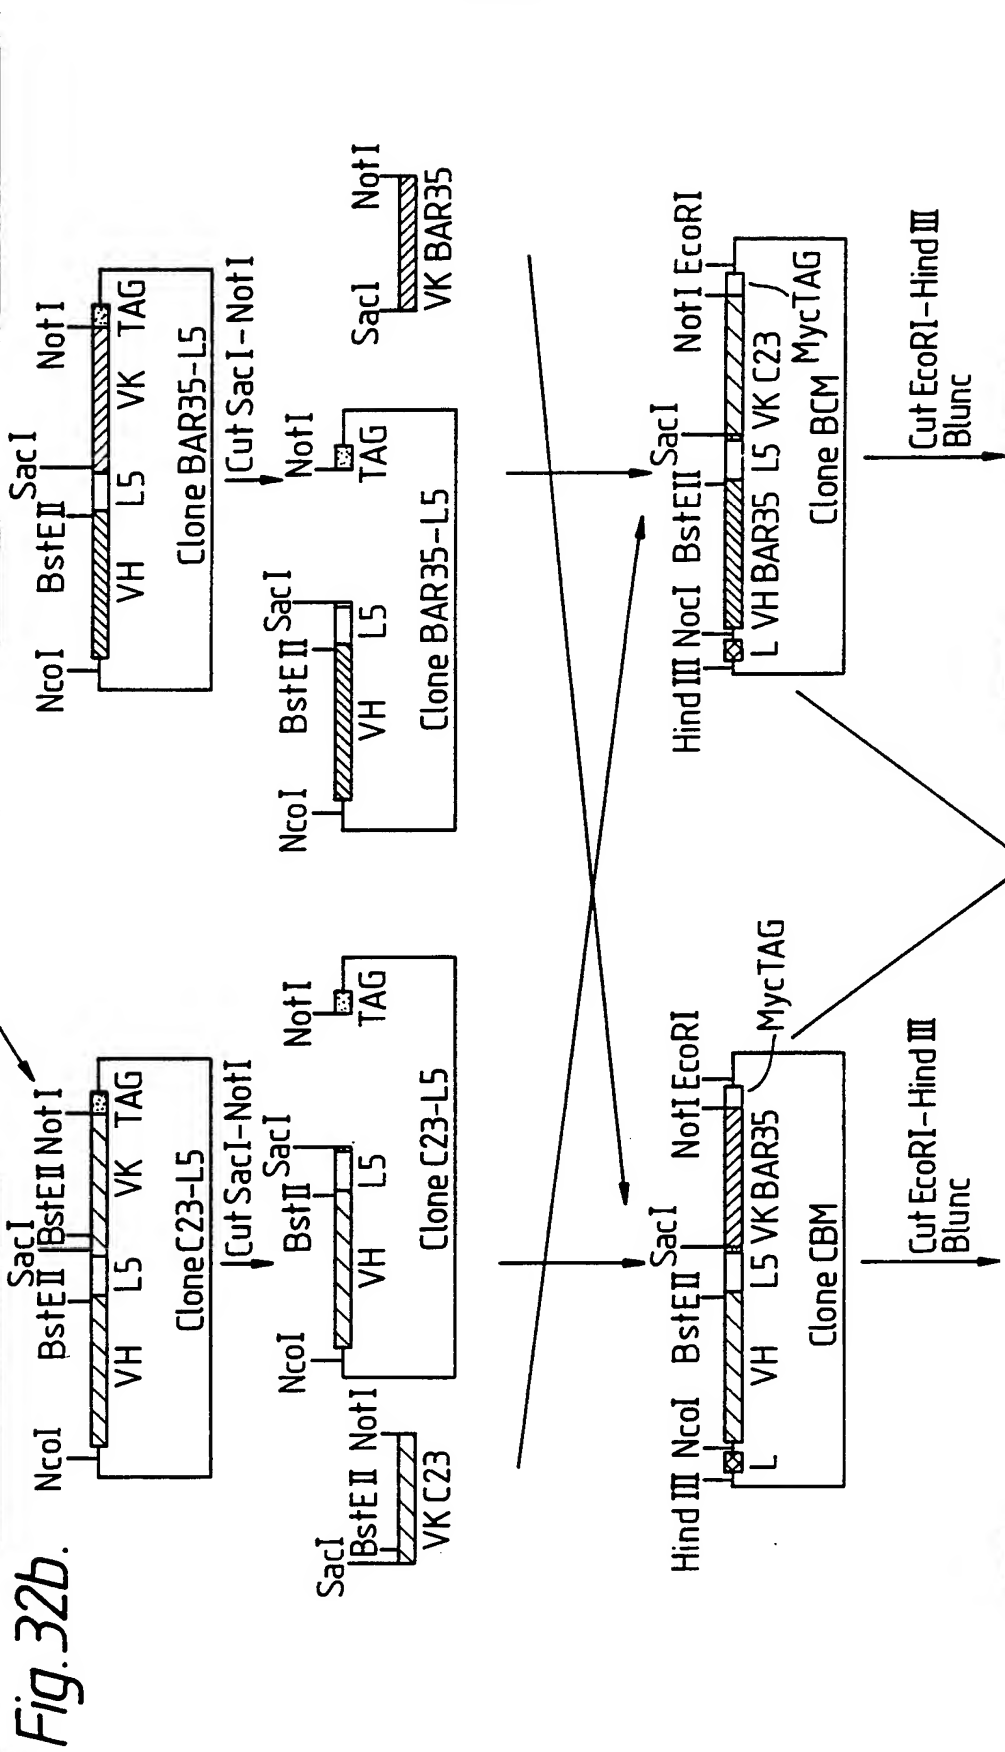 Fig. 32b.
NcoI
BstEII
SacI
BstEII
NotI
VH
L5
VK
TAG
CloneC23-L5
Cut SacI-NotI
NcoI
BstEII
SacI
NotI
VH
L5
VK
TAG
Clone BAR35-L5
Cut SacI-NotI
SacI
BstEII
NotI
VK C23
NcoI
BstII
SacI
NotI
VH
L5
TAG
Clone C23-L5
NcoI
BstEII
SacI
NotI
VH
L5
TAG
Clone BAR35-L5
SacI
NotI
VK BAR35
Hind III
NcoI
BstEII
SacI
NotI
EcoRI
L
VH
L5
VK BAR35
MycTAG
Clone CBM
Cut EcoRI-Hind III
Blunc
Hind III
NocI
BstEII
SacI
NotI
EcoRI
L
VH BAR35
L5
VK C23
MycTAG
Clone BCM
Cut EcoRI-Hind III
Blunc